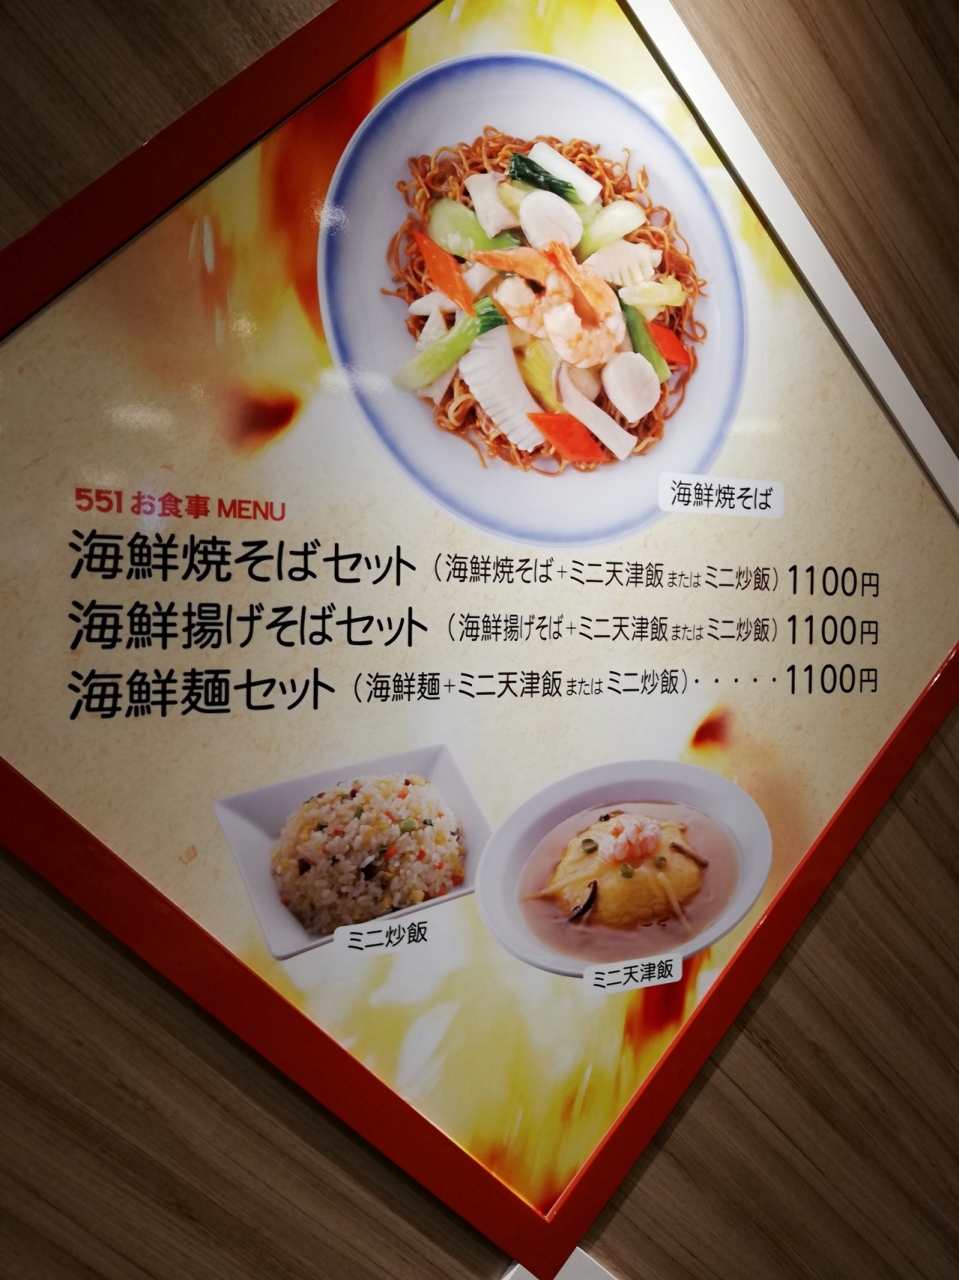 海鮮焼そば
551お食事 MENU
海鮮焼そばセット（海鮮焼そば+ミニ天津飯またはミニ炒飯）1100円
海鮮揚げそばセット（海鮮揚げそば+ミニ天津飯またはミニ炒飯）1100円
海鮮麺セット（海鮮麺+ミニ天津飯またはミニ炒飯）・・・・・1100円
ミニ炒飯
ミニ天津飯